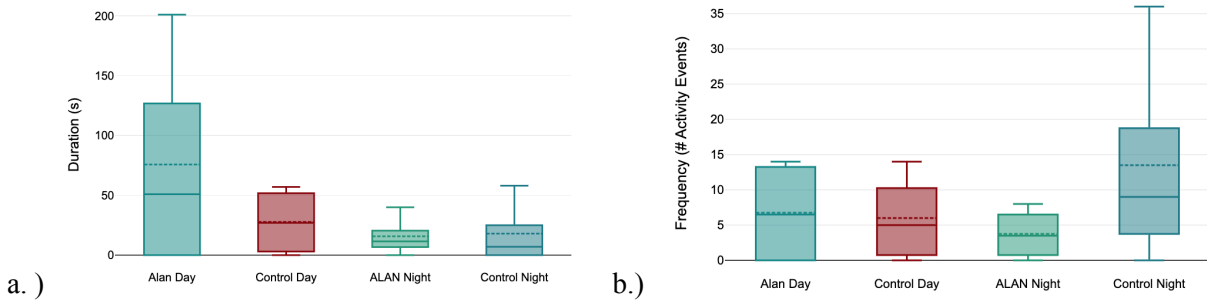 a. )
Duration (s)
200
150
100
50
0
Alan Day Control Day ALAN Night Control Night
b.)
Frequency (# Activity Events)
35
30
25
20
15
10
5
0
Alan Day Control Day ALAN Night Control Night